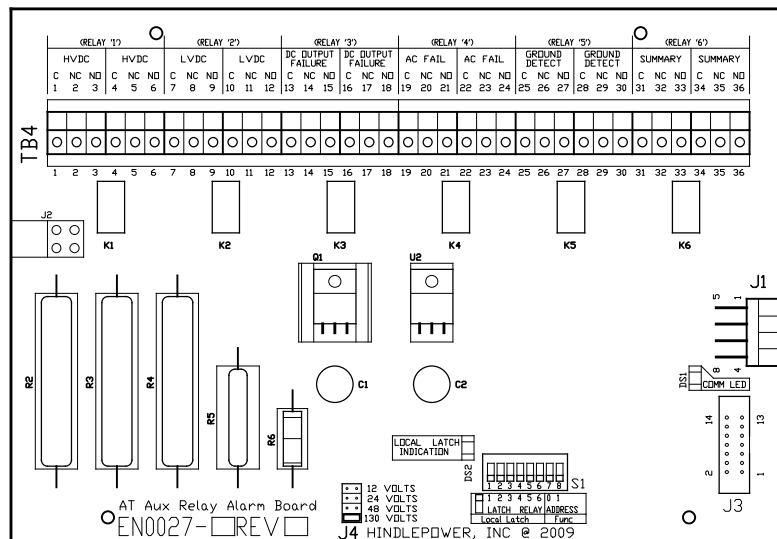 (RELAY '1') (RELAY '2') (RELAY '3') (RELAY '4') (RELAY '5') (RELAY '6')
HVDC HVDC LVDC LVDC DC OUTPUT FAILURE DC OUTPUT FAILURE AC FAIL AC FAIL GROUND DETECT GROUND DETECT SUMMARY SUMMARY
C NC NO C NC NO C NC NO C NC NO C NC NO C NC NO C NC NO C NC NO C NC NO C NC NO C NC NO C NC NO
1 2 3 4 5 6 7 8 9 10 11 12 13 14 15 16 17 18 19 20 21 22 23 24 25 26 27 28 29 30 31 32 33 34 35 36
TB4
1 2 3 4 5 6 7 8 9 10 11 12 13 14 15 16 17 18 19 20 21 22 23 24 25 26 27 28 29 30 31 32 33 34 35 36
J2
K1 K2 K3 K4 K5 K6
Q1 U2
J1
5 1
8 4
DS1
COMM LED
R2 R3 R4 R5 R6
C1 C2
14 13
2 1
J3
LOCAL LATCH
INDICATION
DS2
1 2 3 4 5 6 7 8
S1
1 2 3 4 5 6 0 1
LATCH RELAY ADDRESS
Local Latch Func
12 VOLTS
24 VOLTS
48 VOLTS
130 VOLTS
J4
AT Aux Relay Alarm Board
EN0027-□REV□
HINDLEPOWER, INC @ 2009